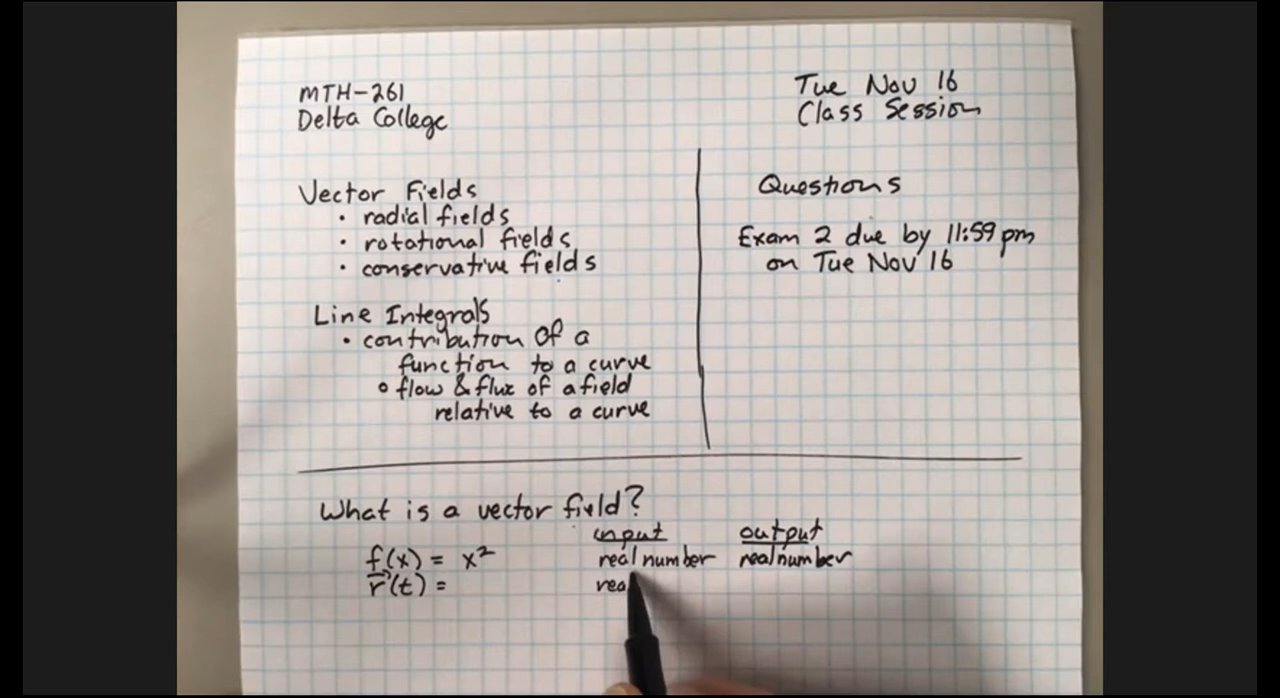 MTH-261
Delta College
Tue Nov 16
Class Session
Vector Fields
• radial fields
• rotational fields
• conservative fields
Line Integrals
• contribution of a
function to a curve
∘ flow & flux of a field
relative to a curve
Questions
Exam 2 due by 11:59 pm
on Tue Nov 16
What is a vector field?
input output
f(x) = x² real number real number
r⃗(t) = rea